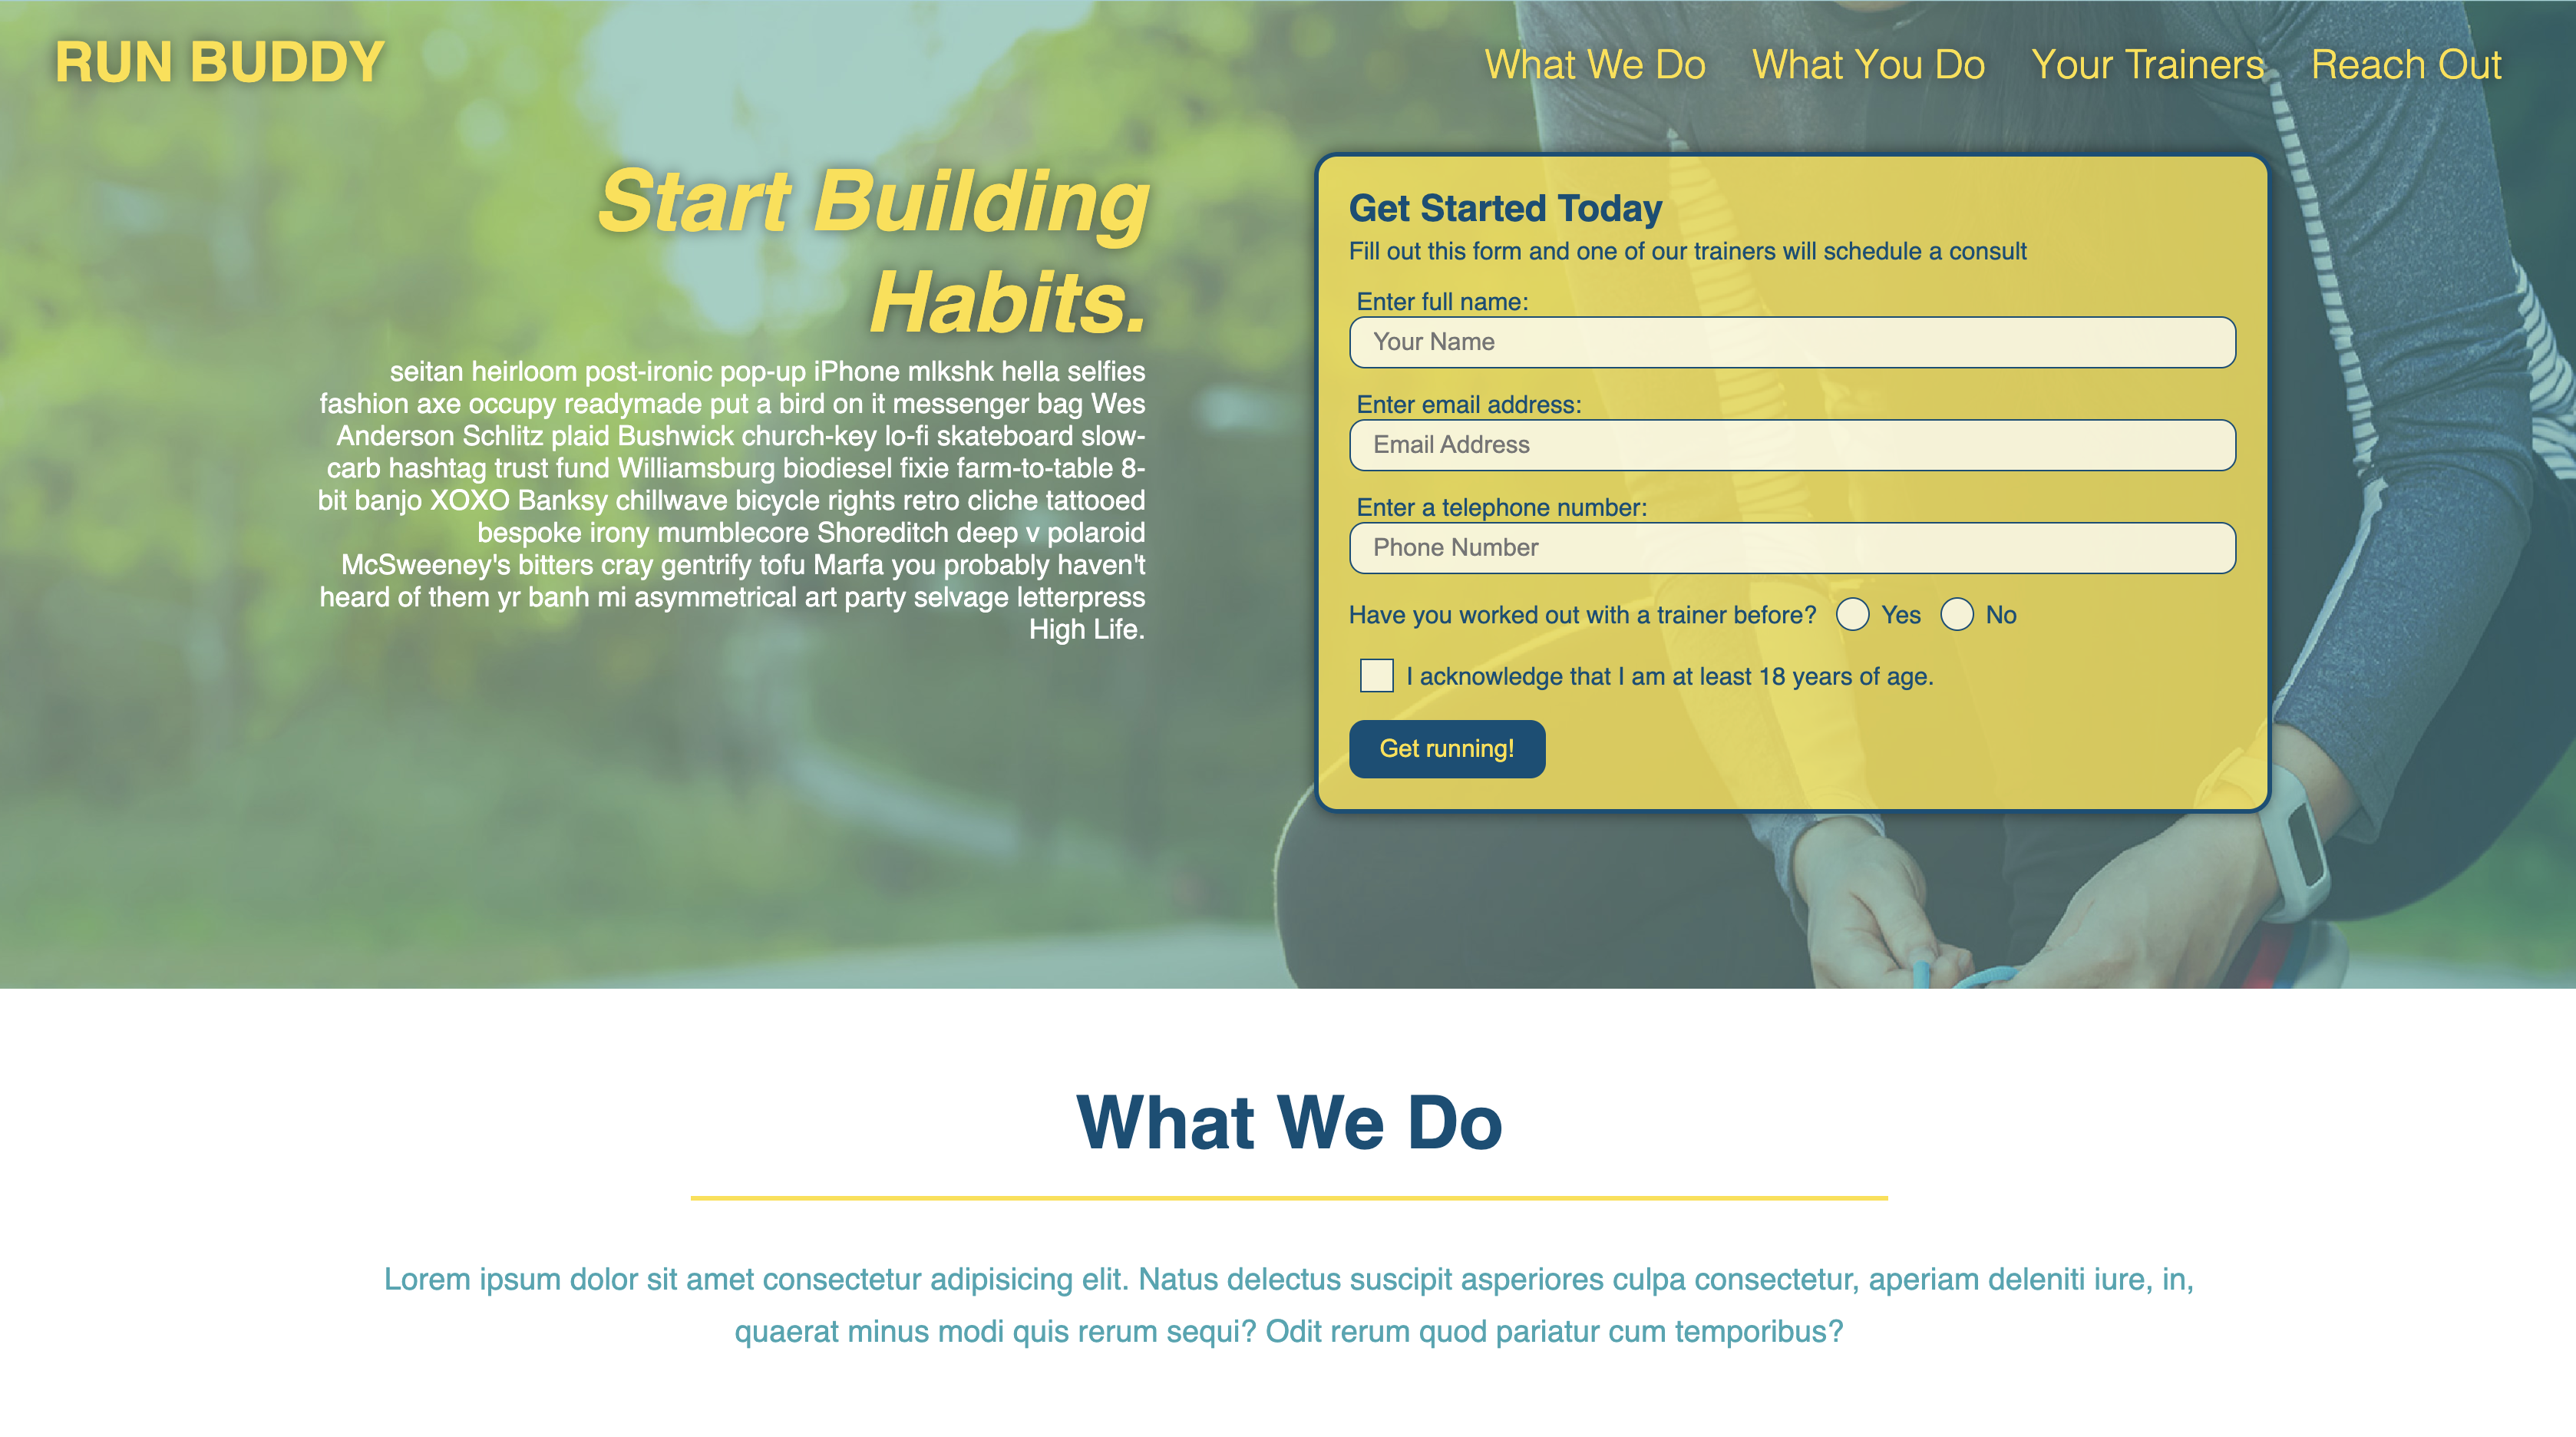 RUN BUDDY
What We Do What You Do Your Trainers Reach Out
Start Building
Habits.
seitan heirloom post-ironic pop-up iPhone mlkshk hella selfies
fashion axe occupy readymade put a bird on it messenger bag Wes
Anderson Schlitz plaid Bushwick church-key lo-fi skateboard slow-
carb hashtag trust fund Williamsburg biodiesel fixie farm-to-table 8-
bit banjo XOXO Banksy chillwave bicycle rights retro cliche tattooed
bespoke irony mumblecore Shoreditch deep v polaroid
McSweeney's bitters cray gentrify tofu Marfa you probably haven't
heard of them yr banh mi asymmetrical art party selvage letterpress
High Life.
Get Started Today
Fill out this form and one of our trainers will schedule a consult
Enter full name:
Your Name
Enter email address:
Email Address
Enter a telephone number:
Phone Number
Have you worked out with a trainer before? Yes No
I acknowledge that I am at least 18 years of age.
Get running!
What We Do
Lorem ipsum dolor sit amet consectetur adipisicing elit. Natus delectus suscipit asperiores culpa consectetur, aperiam deleniti iure, in,
quaerat minus modi quis rerum sequi? Odit rerum quod pariatur cum temporibus?